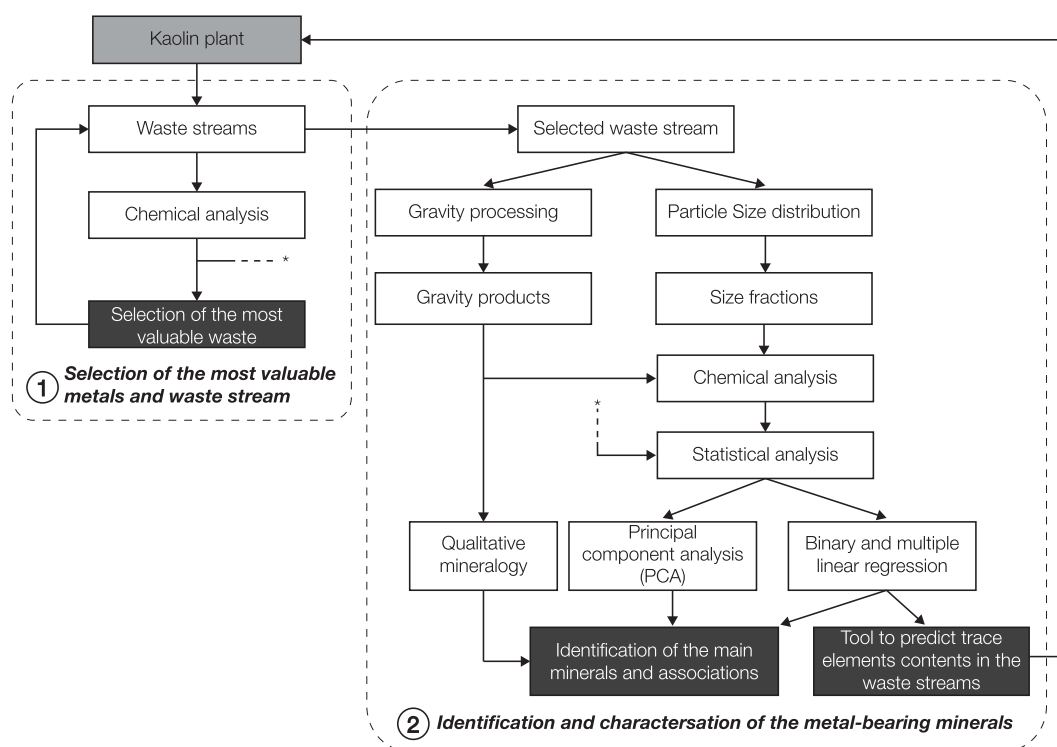 Kaolin plant
Waste streams
Chemical analysis
*
Selection of the most
valuable waste
1 Selection of the most valuable
metals and waste stream
Selected waste stream
Gravity processing
Particle Size distribution
Gravity products
Size fractions
Chemical analysis
*
Statistical analysis
Qualitative
mineralogy
Principal
component analysis
(PCA)
Binary and multiple
linear regression
Identification of the main
minerals and associations
Tool to predict trace
elements contents in the
waste streams
2 Identification and charactersation of the metal-bearing minerals